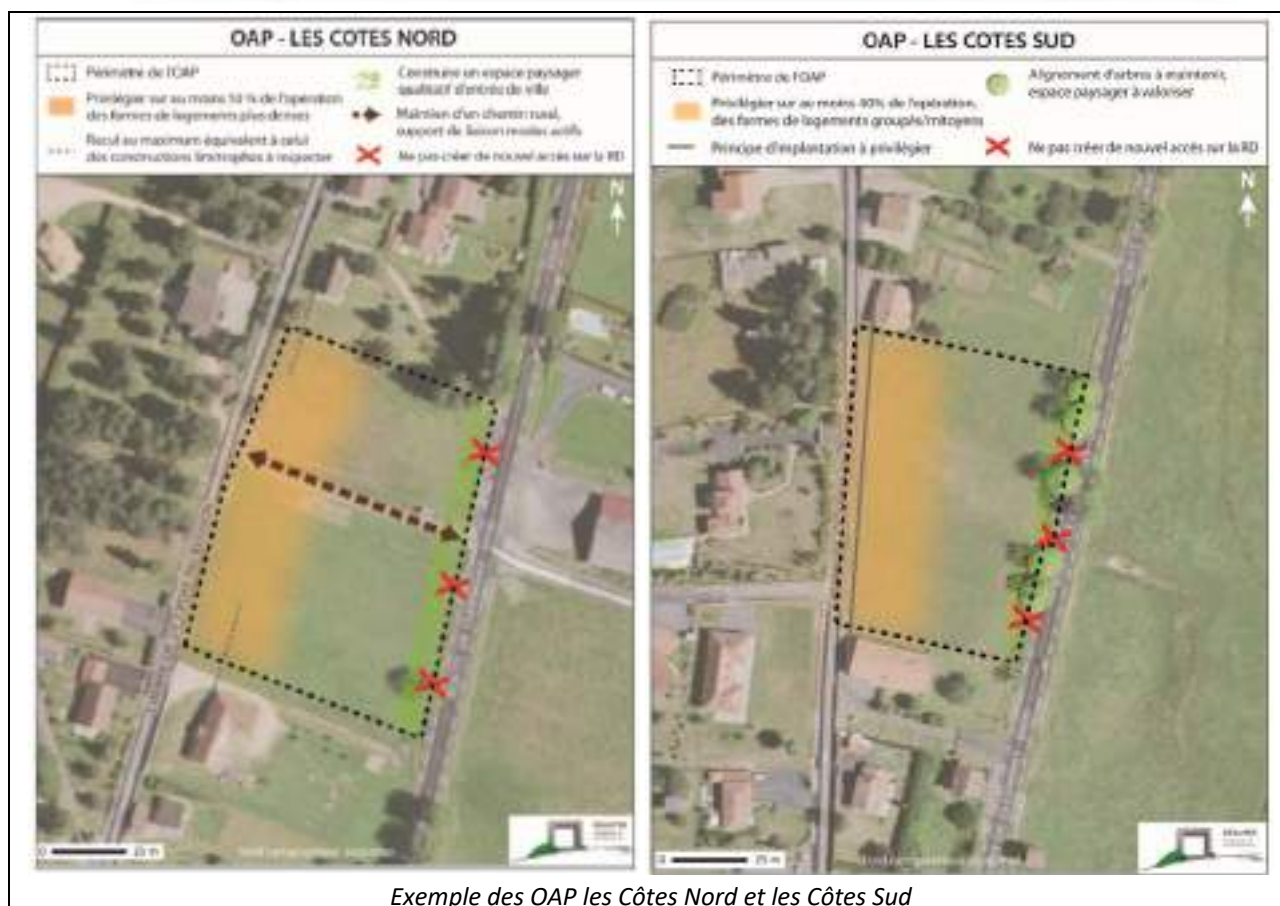 OAP - LES COTES NORD
Périmètre de l'OAP
Privilégier sur au moins 50 % de l'opération
des formes de logements plus denses
Recul au maximum équivalent à celui
des constructions limitrophes à respecter
Construire un espace paysager
qualitatif d'entrée de ville
Maintien d'un chemin rural,
support de liaison modes actifs
Ne pas créer de nouvel accès sur la RD
N
0 25 m
OAP - LES COTES SUD
Périmètre de l'OAP
Privilégier sur au moins 40% de l'opération,
des formes de logements groupés/mitoyens
Principe d'implantation à privilégier
Alignement d'arbres à maintenir,
espace paysager à valoriser
Ne pas créer de nouvel accès sur la RD
N
0 25 m
Exemple des OAP les Côtes Nord et les Côtes Sud